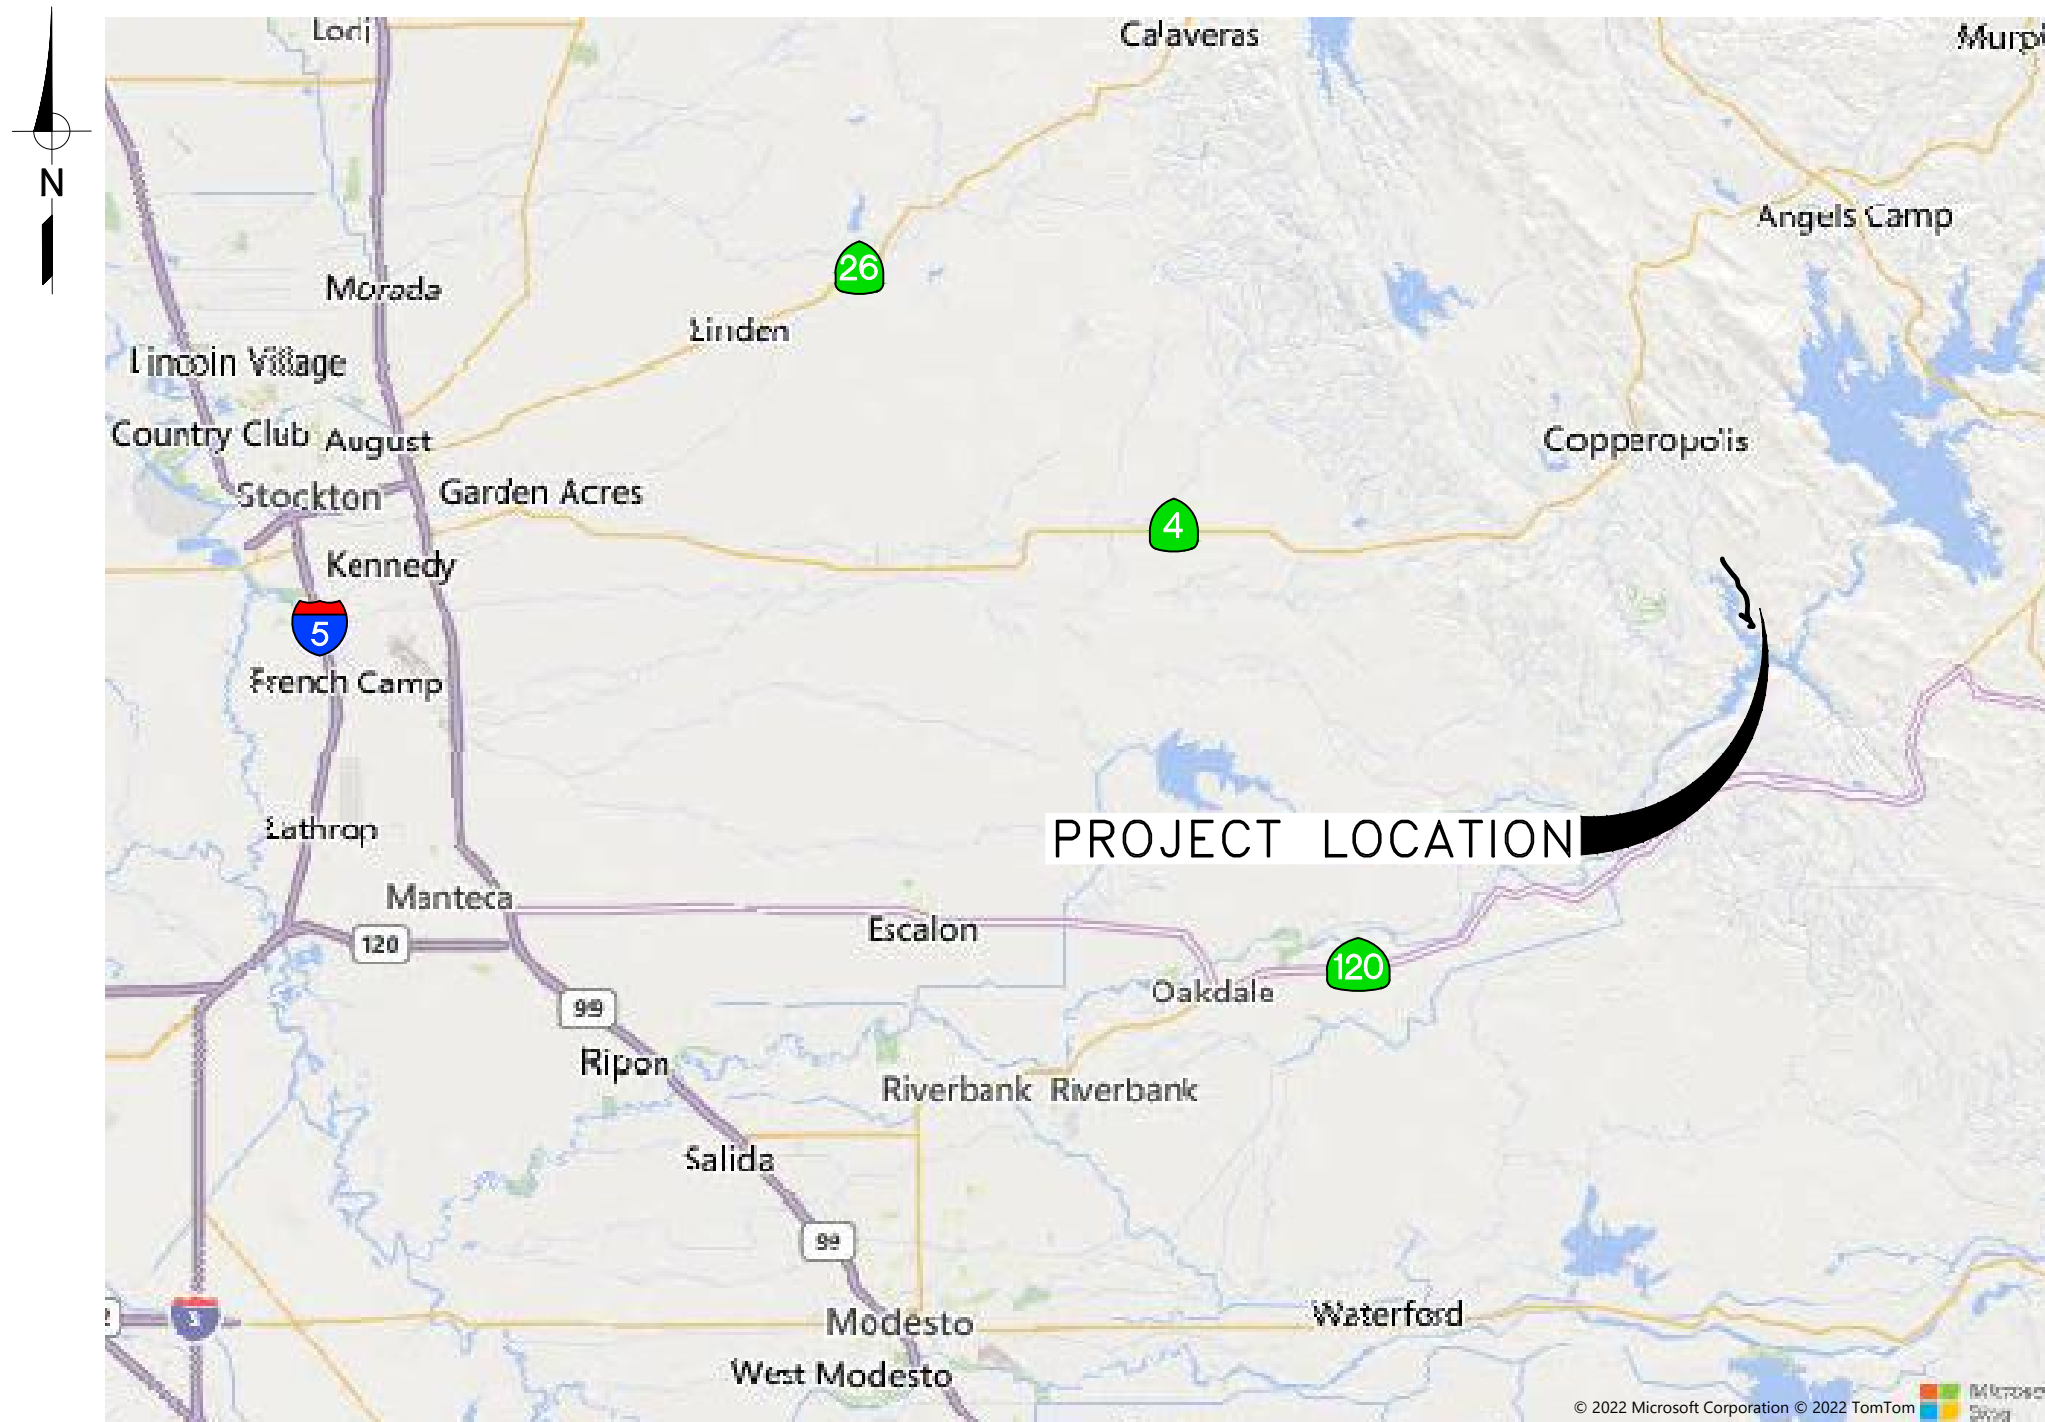 Lodi
Calaveras
N
26
Angels Camp
Morada
Linden
Lincoln Village
Country Club
August
Copperopolis
Stockton
Garden Acres
4
Kennedy
5
French Camp
Lathrop
PROJECT LOCATION
Manteca
120
Escalon
120
Oakdale
99
Ripon
Riverbank Riverbank
Salida
99
Modesto
Waterford
West Modesto
© 2022 Microsoft Corporation © 2022 TomTom